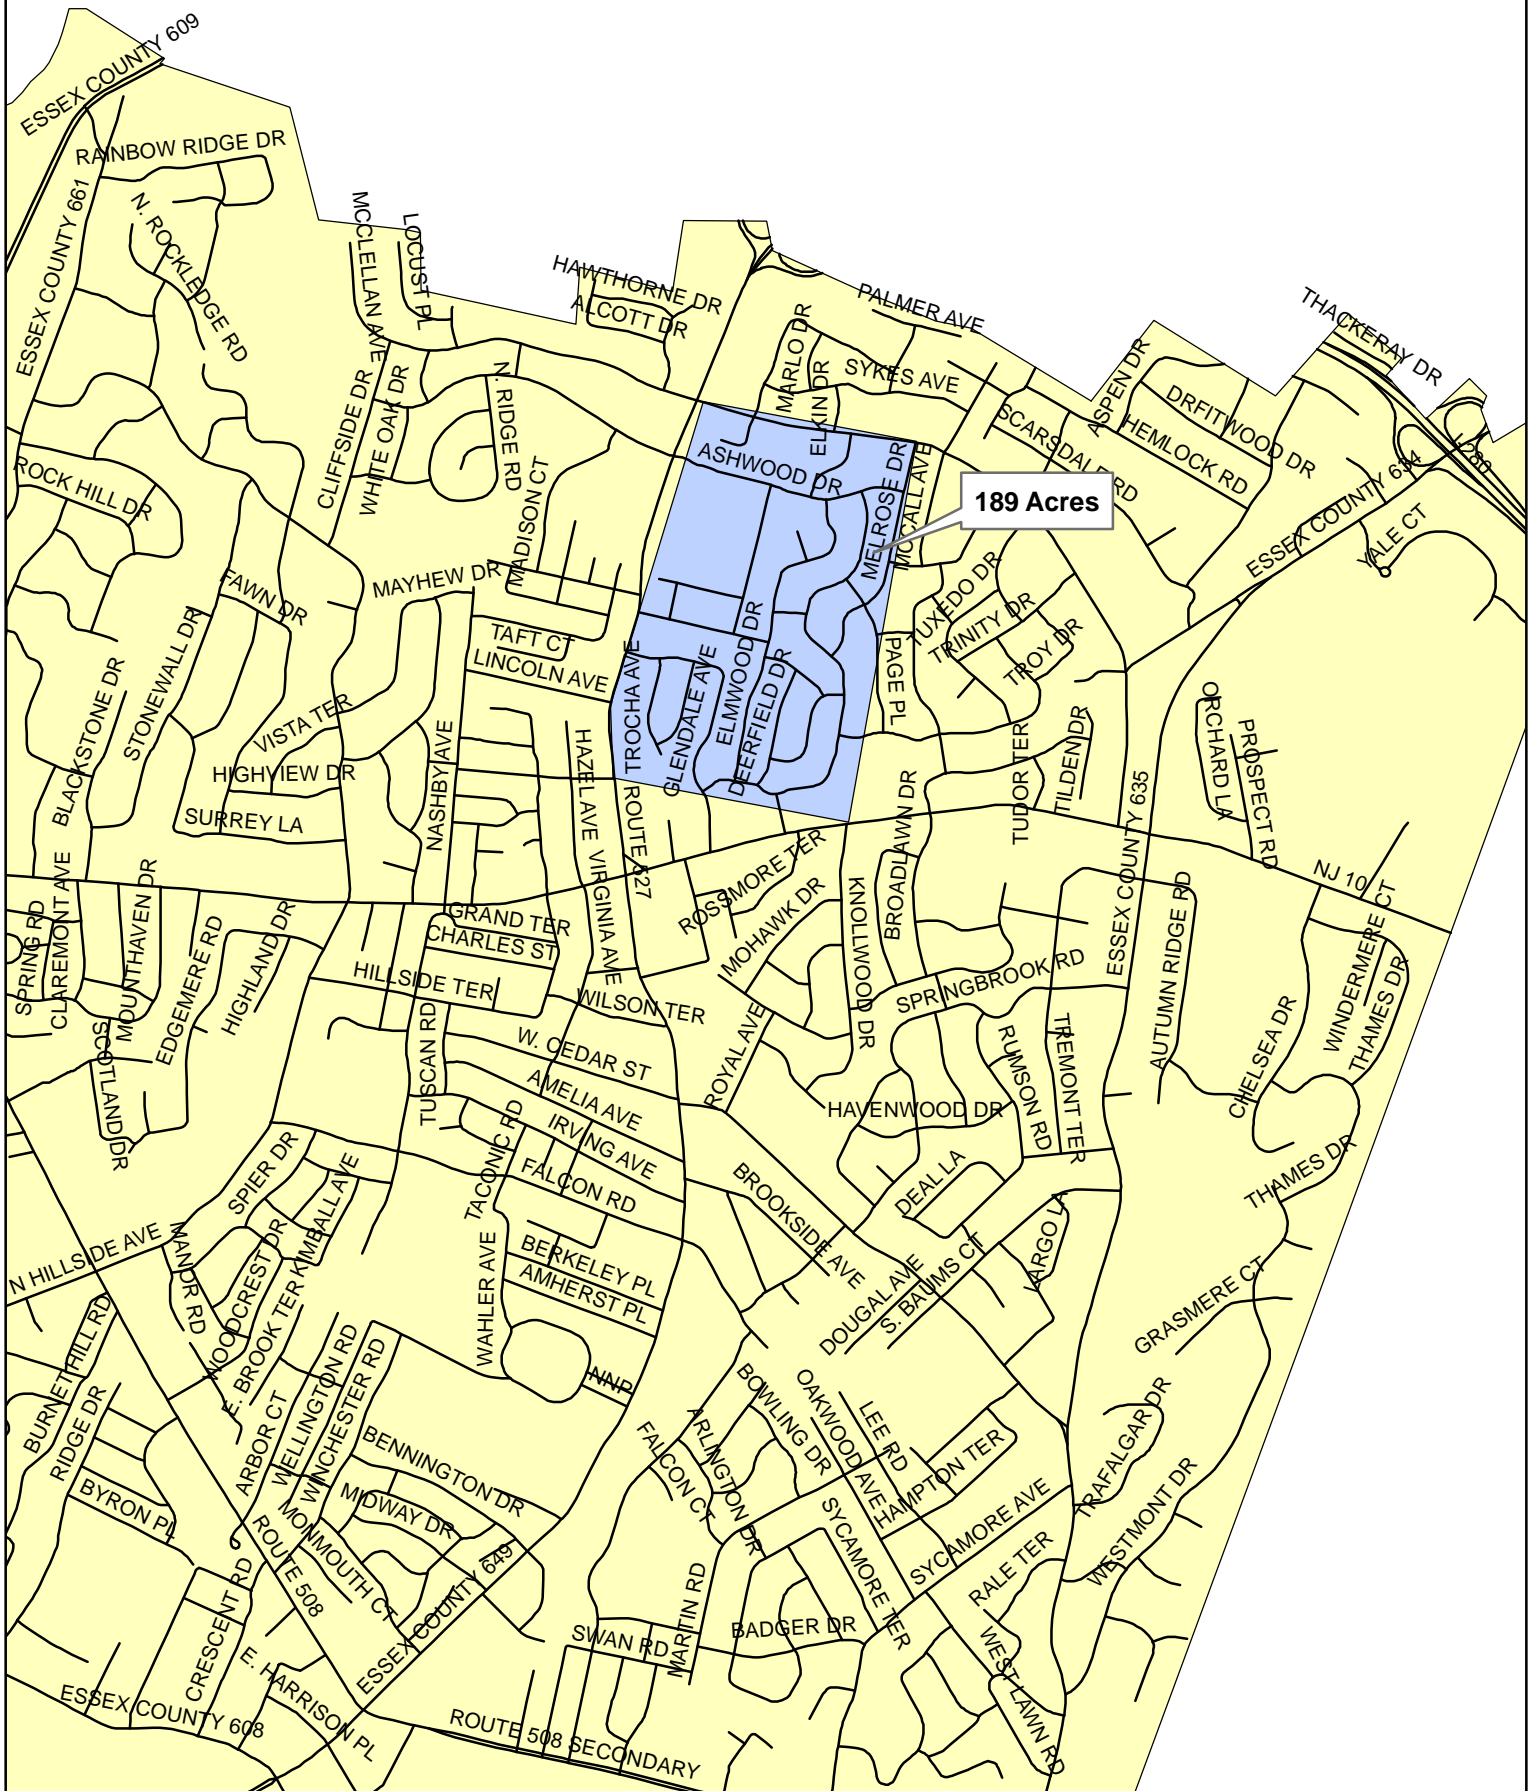 ESSEX COUNTY 609
RAINBOW RIDGE DR
ESSEX COUNTY 661
N. ROCKLEDGE RD
MCCLELLAN AVE
LOCUST PL
HAWTHORNE DR
ALCOTT DR
PALMER AVE
THACKERAY DR
MARLO DR
ELKIN DR
SYKES AVE
ASPEN DR
DRFITWOOD DR
HEMLOCK RD
SCARSDALE RD
CLIFFSIDE DR
WHITE OAK DR
N. RIDGE RD
MADISON CT
ASHWOOD DR
MELROSE DR
MCCALL AVE
189 Acres
ESSEX COUNTY 634
I-280
YALE CT
ROCK HILL DR
FAWN DR
MAYHEW DR
TAFT CT
LINCOLN AVE
TUXEDO DR
TRINITY DR
TROY DR
PAGE PL
BLACKSTONE DR
STONEWALL DR
VISTA TER
HIGHVIEW DR
SURREY LA
NASHBY AVE
HAZEL AVE
TROCHA AVE
GLENDALE AVE
ELMWOOD DR
DEERFIELD DR
TUDOR TER
TILDEN DR
ORCHARD LA
PROSPECT RD
ESSEX COUNTY 635
BROADLAWN DR
ROUTE 527
VIRGINIA AVE
NJ 10
ROSSMORE TER
MOHAWK DR
KNOLLWOOD DR
SPRING RD
CLAREMONT AVE
MOUNTHAVEN DR
EDGEMERE RD
HIGHLAND DR
GRAND TER
CHARLES ST
HILLSIDE TER
WILSON TER
SPRINGBROOK RD
AUTUMN RIDGE RD
WINDERMERE CT
THAMES DR
CHELSEA DR
SCOTLAND DR
TUSCAN RD
W. CEDAR ST
AMELIA AVE
IRVING AVE
FALCON RD
ROYAL AVE
HAVENWOOD DR
RUMSON RD
TREMONT TER
THAMES DR
SPIER DR
KIMBALL AVE
TACONIC RD
BROOKSIDE AVE
DEAL LA
VARGO LA
N HILLSIDE AVE
MANOR RD
WOODCREST DR
E. BROOK TER
WAHLER AVE
BERKELEY PL
AMHERST PL
DOUGAL AVE
S. BAUMS CT
GRASMERE CT
BURNET HILL RD
RIDGE DR
BYRON PL
ARBOR CT
WELLINGTON RD
WINCHESTER RD
NNP
BENNINGTON DR
MIDWAY DR
MONMOUTH CT
ROUTE 508
FALCON CT
ARLINGTON DR
BOWLING DR
OAKWOOD AVE
LEE RD
HAMPTON TER
TRAFALGAR DR
WESTMONT DR
SYCAMORE AVE
SYCAMORE TER
RALE TER
ESSEX COUNTY 649
CRESCENT RD
SWAN RD
MARTIN RD
BADGER DR
WEST LAWN RD
E. HARRISON PL
ESSEX COUNTY 608
ROUTE 508 SECONDARY